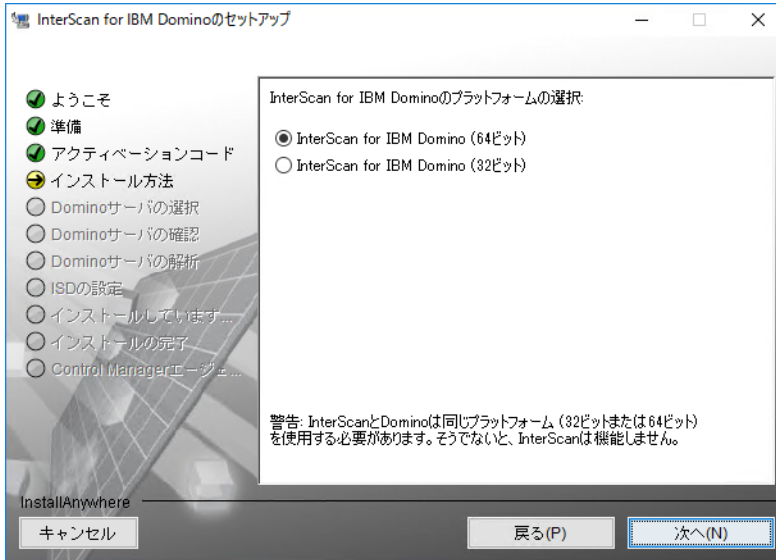 InterScan for IBM Dominoのセットアップ
ようこそ
準備
アクティベーションコード
インストール方法
Dominoサーバの選択
Dominoサーバの確認
Dominoサーバの解析
ISDの設定
インストールしています...
インストールの完了
Control Managerエージェ...
InterScan for IBM Dominoのプラットフォームの選択:
InterScan for IBM Domino (64ビット)
InterScan for IBM Domino (32ビット)
警告: InterScanとDominoは同じプラットフォーム (32ビットまたは64ビット)
を使用する必要があります。そうでないと、InterScanは機能しません。
InstallAnywhere
キャンセル
戻る(P)
次へ(N)